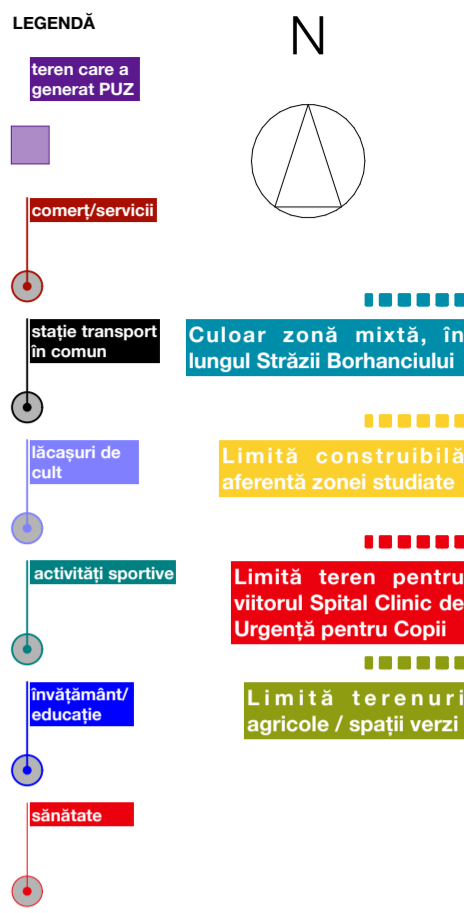 LEGENDĂ
N
teren care a
generat PUZ
comerț/servicii
stație transport
în comun
lăcașuri de
cult
activități sportive
învățământ/
educație
sănătate
Culoar zonă mixtă, în
lungul Străzii Borhanciului
Limită construibilă
aferentă zonei studiate
Limită teren pentru
viitorul Spital Clinic de
Urgență pentru Copii
Limită terenuri
agricole / spații verzi